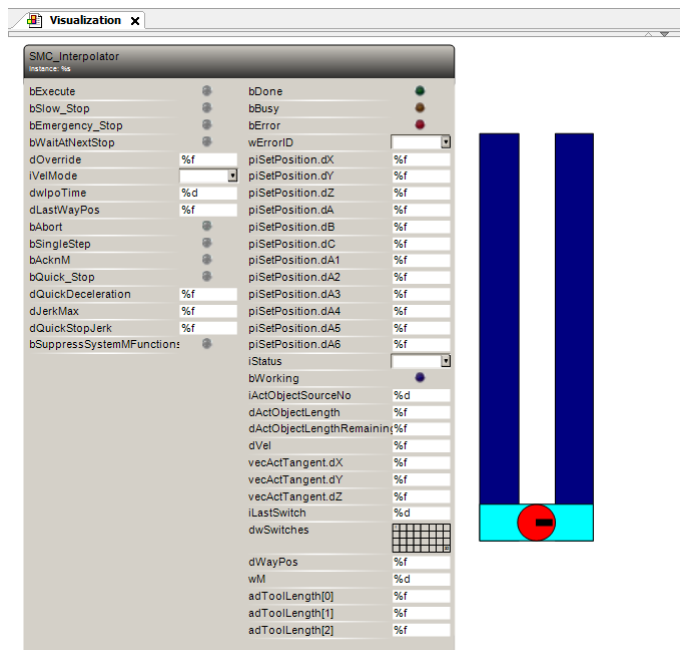 Visualization
SMC_Interpolator
Instance: %s
bExecute bDone
bSlow_Stop bBusy
bEmergency_Stop bError
bWaitAtNextStop wErrorID
dOverride %f piSetPosition.dX %f
iVelMode piSetPosition.dY %f
dwIpoTime %d piSetPosition.dZ %f
dLastWayPos %f piSetPosition.dA %f
bAbort piSetPosition.dB %f
bSingleStep piSetPosition.dC %f
bAcknM piSetPosition.dA1 %f
bQuick_Stop piSetPosition.dA2 %f
dQuickDeceleration %f piSetPosition.dA3 %f
dJerkMax %f piSetPosition.dA4 %f
dQuickStopJerk %f piSetPosition.dA5 %f
bSuppressSystemMFunctions piSetPosition.dA6 %f
iStatus
bWorking
iActObjectSourceNo %d
dActObjectLength %f
dActObjectLengthRemaining %f
dVel %f
vecActTangent.dX %f
vecActTangent.dY %f
vecActTangent.dZ %f
iLastSwitch %d
dwSwitches
dWayPos %f
wM %d
adToolLength[0] %f
adToolLength[1] %f
adToolLength[2] %f